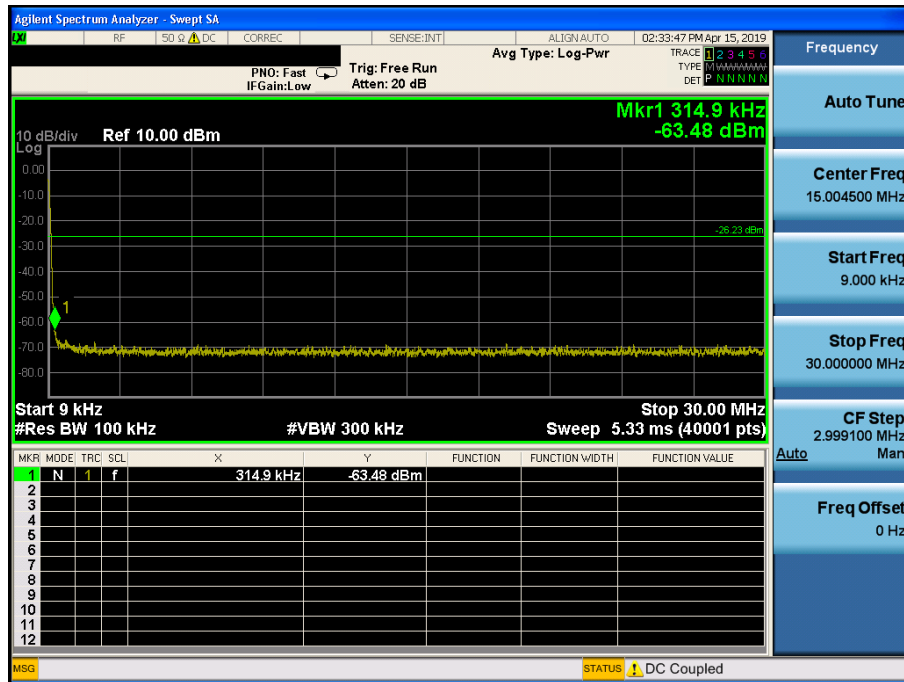 Agilent Spectrum Analyzer - Swept SA
LXI RF 50 Ω DC CORREC SENSE:INT ALIGN AUTO 02:33:47 PM Apr 15, 2019
Avg Type: Log-Pwr
TRACE 1 2 3 4 5 6
PNO: Fast Trig: Free Run
TYPE MWWWWW
IFGain:Low Atten: 20 dB
DET P N N N N N
Mkr1 314.9 kHz
10 dB/div Ref 10.00 dBm -63.48 dBm
Log
0.00
-10.0
-20.0
-26.23 dBm
-30.0
-40.0
-50.0
1
-60.0
-70.0
-80.0
Start 9 kHz Stop 30.00 MHz
#Res BW 100 kHz #VBW 300 kHz Sweep 5.33 ms (40001 pts)
MKR MODE TRC SCL X Y FUNCTION FUNCTION WIDTH FUNCTION VALUE
1 N 1 f 314.9 kHz -63.48 dBm
2
3
4
5
6
7
8
9
10
11
12
MSG STATUS ! DC Coupled
Frequency
Auto Tune
Center Freq
15.004500 MHz
Start Freq
9.000 kHz
Stop Freq
30.000000 MHz
CF Step
2.999100 MHz
Auto Man
Freq Offset
0 Hz